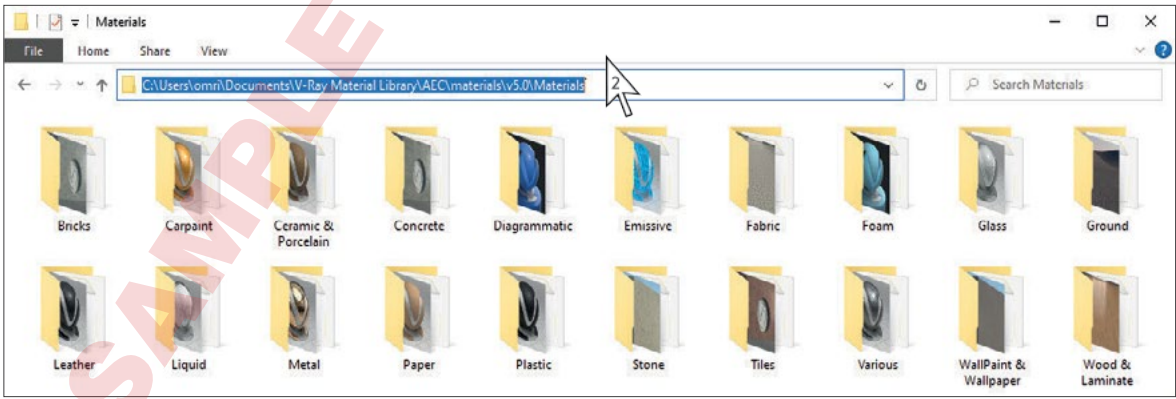 Materials
File Home Share View
C:\Users\omri\Documents\V-Ray Material Library\AEC\materials\v5.0\Materials
2
Search Materials
Bricks Carpaint Ceramic & Porcelain Concrete Diagrammatic Emissive Fabric Foam Glass Ground
Leather Liquid Metal Paper Plastic Stone Tiles Various WallPaint & Wallpaper Wood & Laminate
SAMPLE